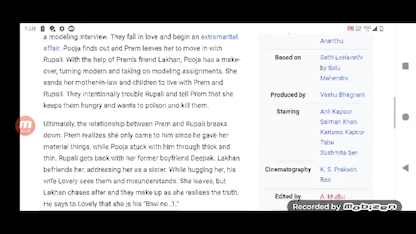 a modeling interview. They fall in love and begin an extramarital
affair. Pooja finds out and Prem leaves her to move in with
Rupali. With the help of Prem's friend Lakhan, Pooja has a make-
over, turning modern and taking on modeling assignments. She
sends her mother-in-law and children to live with Prem and
Rupali. They intentionally trouble Rupali and tell Prem that she
keeps them hungry and wants to poison and kill them.
Ultimately, the relationship between Prem and Rupali breaks
down. Prem realizes she only came to him since he gave her
material things, while Pooja stuck with him through thick and
thin. Rupali gets back with her former boyfriend Deepak. Lakhan
befriends her, addressing her as a sister. While hugging her, his
wife Lovely sees them and misunderstands. She leaves, but
Lakhan chases after and they make up as she realises the truth.
He says to Lovely that she is his "Biwi no..1."
Ananthu
Based on
Sathi Leelavathi
by Balu
Mahendra
Produced by
Vashu Bhagnani
Starring
Anil Kapoor
Salman Khan
Karisma Kapoor
Tabu
Sushmita Sen
Cinematography
K. S. Prakash
Rao
Edited by
A. Muthu
Recorded by Mobizen